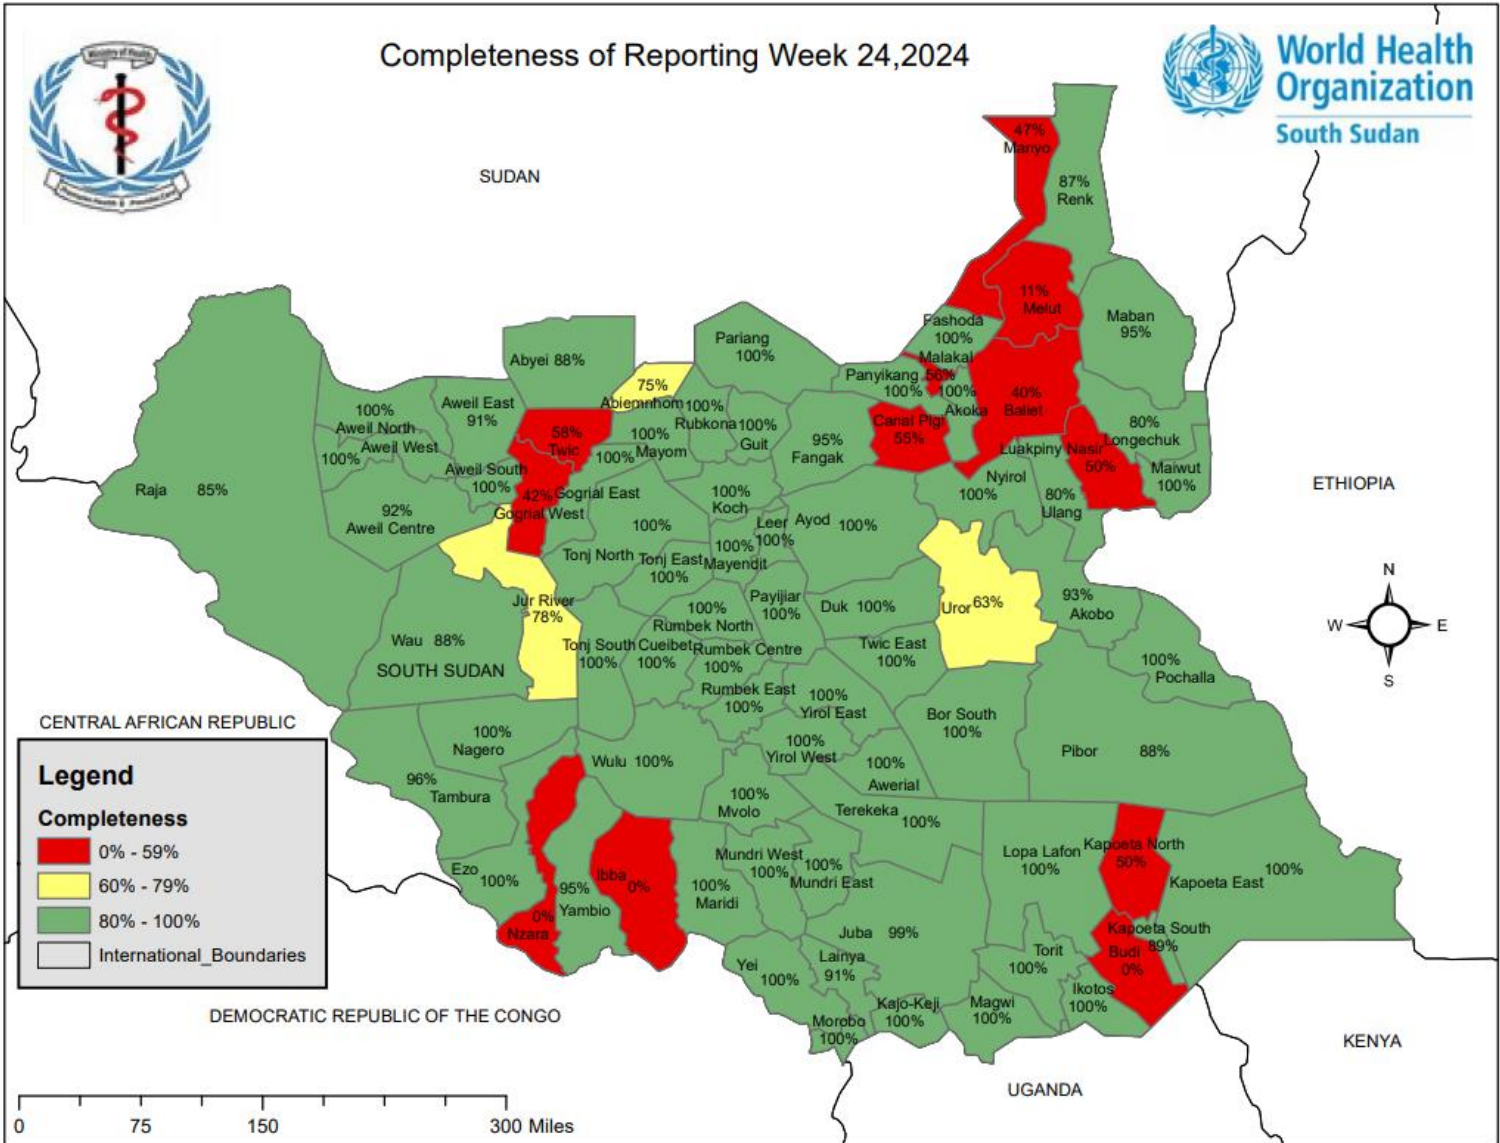 Ministry of Health
Completeness of Reporting Week 24,2024
World Health
Organization
South Sudan
SUDAN
47%
Manyo
87%
Renk
11%
Melut
Maban
95%
Fashoda
100%
Pariang
100%
Abyei 88%
Malakal
56%
Panyikang
100%
100%
Akoka
40%
Baliet
75%
Abiemnhom
100%
Rubkona
100%
Guit
Aweil East
91%
100%
Aweil North
Aweil West
100%
58%
Twic
100%
Mayom
95%
Fangak
Canal Pigi
55%
80%
Longechuk
Luakpiny Nasir
50%
Maiwut
100%
Aweil South
100%
100%
Gogrial East
42%
Gogrial West
Nyirol
100%
80%
Ulang
ETHIOPIA
Raja 85%
92%
Aweil Centre
100%
Koch
Leer
100%
Ayod 100%
100%
Tonj North
Tonj East
100%
100%
Mayendit
Jur River
78%
100%
Rumbek North
Payijiar
100%
Duk 100%
Uror 63%
93%
Akobo
N
W
E
S
Wau 88%
SOUTH SUDAN
Tonj South
100%
Cueibet
100%
Rumbek Centre
100%
Twic East
100%
100%
Pochalla
Rumbek East
100%
100%
Yirol East
Bor South
100%
CENTRAL AFRICAN REPUBLIC
100%
Nagero
Wulu 100%
100%
Yirol West
100%
Awerial
Pibor 88%
96%
Tambura
100%
Mvolo
Terekeka
100%
Legend
Completeness
0% - 59%
60% - 79%
80% - 100%
International_Boundaries
Ezo
100%
95%
Yambio
Ibba
0%
0%
Nzara
100%
Maridi
Mundri West
100%
100%
Mundri East
Lopa Lafon
100%
Kapoeta North
50%
100%
Kapoeta East
Juba 99%
Kapoeta South
89%
Budi
0%
Yei
100%
Lainya
91%
Torit
100%
Ikotos
100%
Kajo-Keji
100%
Magwi
100%
Morobo
100%
DEMOCRATIC REPUBLIC OF THE CONGO
KENYA
UGANDA
0 75 150 300 Miles